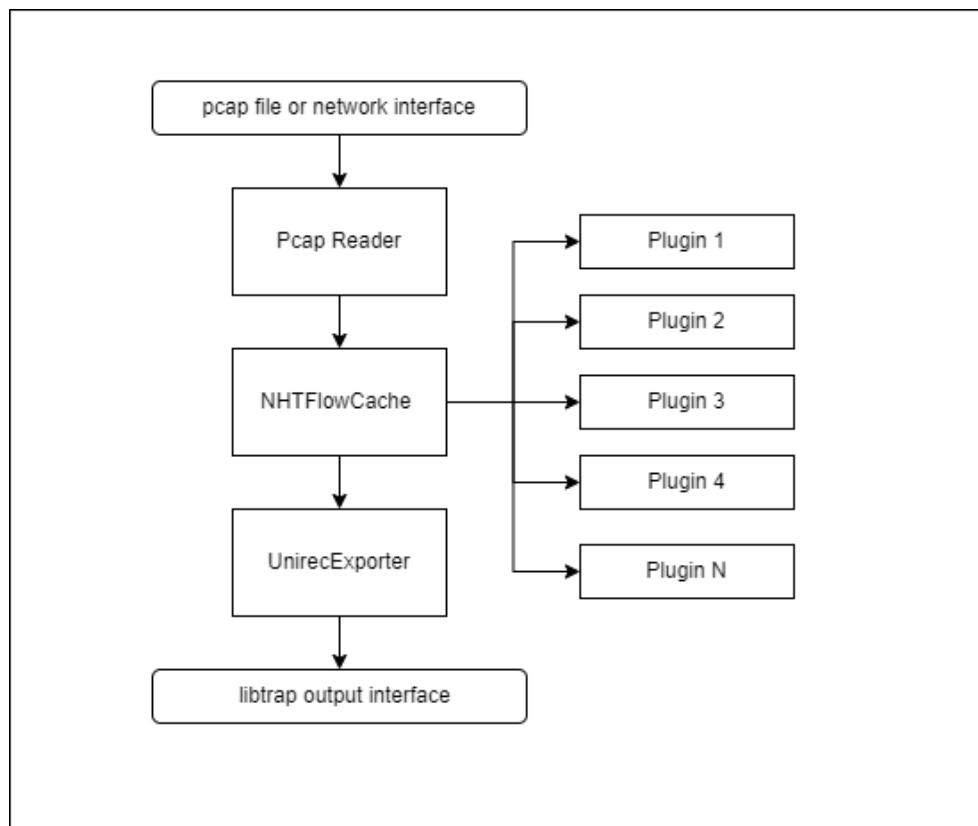 pcap file or network interface
Pcap Reader
Plugin 1
Plugin 2
NHTFlowCache
Plugin 3
Plugin 4
UnirecExporter
Plugin N
libtrap output interface